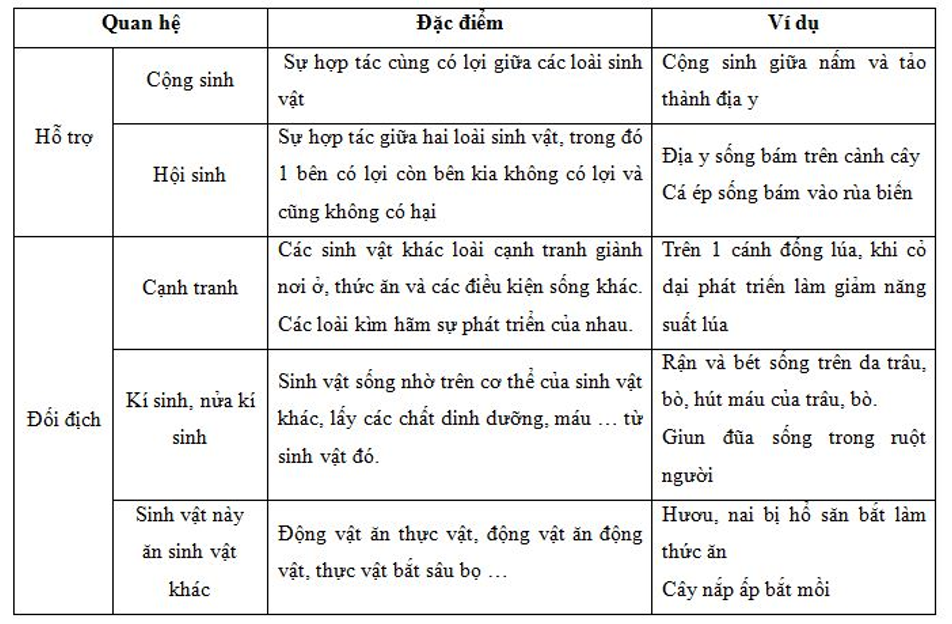 Quan hệ Đặc điểm Ví dụ
Hỗ trợ
Cộng sinh
Sự hợp tác cùng có lợi giữa các loài sinh
vật
Cộng sinh giữa nấm và tảo
thành địa y
Hội sinh
Sự hợp tác giữa hai loài sinh vật, trong đó
1 bên có lợi còn bên kia không có lợi và
cũng không có hại
Địa y sống bám trên cành cây
Cá ép sống bám vào rùa biển
Đối địch
Cạnh tranh
Các sinh vật khác loài cạnh tranh giành
nơi ở, thức ăn và các điều kiện sống khác.
Các loài kìm hãm sự phát triển của nhau.
Trên 1 cánh đồng lúa, khi cỏ
dại phát triển làm giảm năng
suất lúa
Kí sinh, nửa kí
sinh
Sinh vật sống nhờ trên cơ thể của sinh vật
khác, lấy các chất dinh dưỡng, máu … từ
sinh vật đó.
Rận và bét sống trên da trâu,
bò, hút máu của trâu, bò.
Giun đũa sống trong ruột
người
Sinh vật này
ăn sinh vật
khác
Động vật ăn thực vật, động vật ăn động
vật, thực vật bắt sâu bọ …
Hươu, nai bị hổ săn bắt làm
thức ăn
Cây nắp ấp bắt mồi